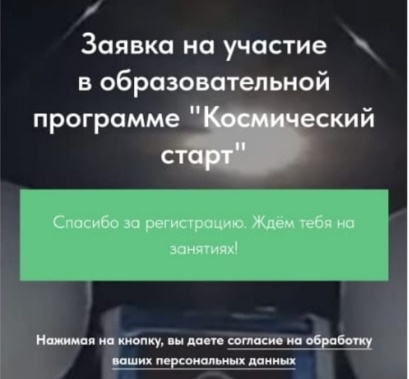 Заявка на участие
в образовательной
программе "Космический
старт"
Спасибо за регистрацию. Ждём тебя на
занятиях!
Нажимая на кнопку, вы даете согласие на обработку
ваших персональных данных